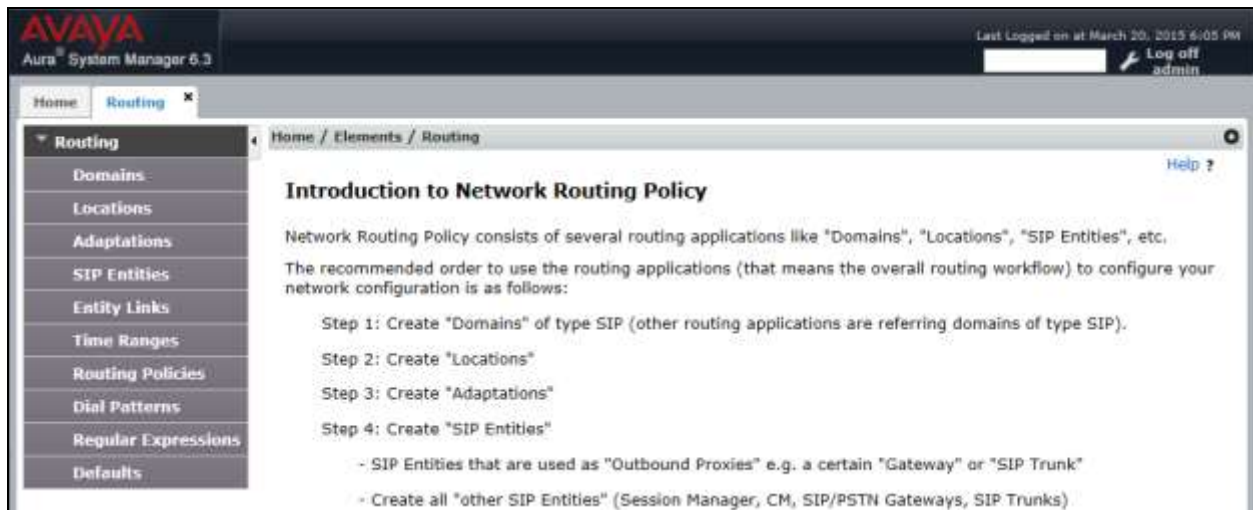 AVAYA
Aura® System Manager 6.3
Last Logged on at March 20, 2015 6:05 PM
Log off
admin
Home
Routing ×
Routing
Domains
Locations
Adaptations
SIP Entities
Entity Links
Time Ranges
Routing Policies
Dial Patterns
Regular Expressions
Defaults
Home / Elements / Routing
Help ?
Introduction to Network Routing Policy
Network Routing Policy consists of several routing applications like "Domains", "Locations", "SIP Entities", etc.
The recommended order to use the routing applications (that means the overall routing workflow) to configure your
network configuration is as follows:
Step 1: Create "Domains" of type SIP (other routing applications are referring domains of type SIP).
Step 2: Create "Locations"
Step 3: Create "Adaptations"
Step 4: Create "SIP Entities"
- SIP Entities that are used as "Outbound Proxies" e.g. a certain "Gateway" or "SIP Trunk"
- Create all "other SIP Entities" (Session Manager, CM, SIP/PSTN Gateways, SIP Trunks)